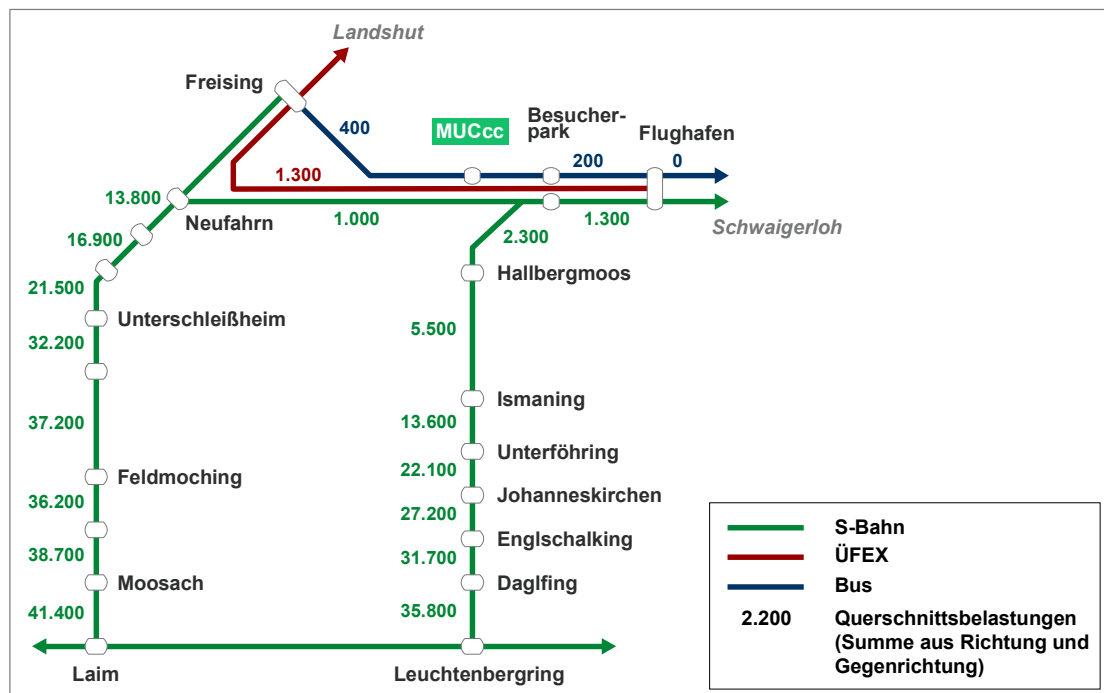 Landshut
Freising
400
MUCcc
Besucher-
park
Flughafen
200
0
1.300
13.800
Neufahrn
1.000
1.300
Schwaigerloh
16.900
2.300
21.500
Hallbergmoos
Unterschleißheim
32.200
5.500
Ismaning
37.200
13.600
Unterföhring
Feldmoching
22.100
Johanneskirchen
36.200
27.200
Englschalking
38.700
31.700
Moosach
Daglfing
41.400
35.800
Laim
Leuchtenbergring
S-Bahn
ÜFEX
Bus
2.200 Querschnittsbelastungen
(Summe aus Richtung und
Gegenrichtung)